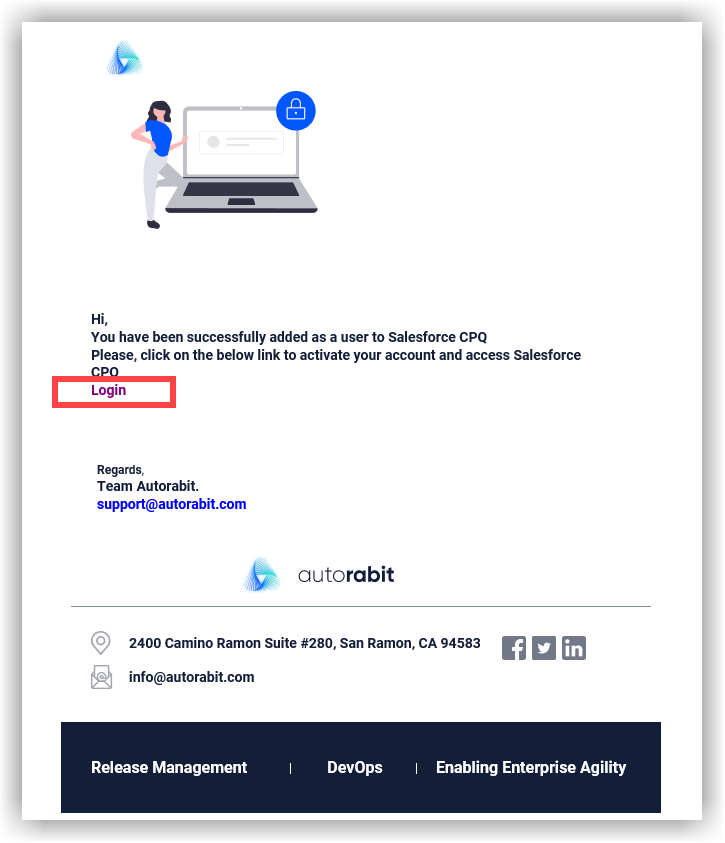 Hi,
You have been successfully added as a user to Salesforce CPQ
Please, click on the below link to activate your account and access Salesforce
CPQ
Login
Regards,
Team Autorabit.
support@autorabit.com
autorabit
2400 Camino Ramon Suite #280, San Ramon, CA 94583
info@autorabit.com
Release Management | DevOps | Enabling Enterprise Agility